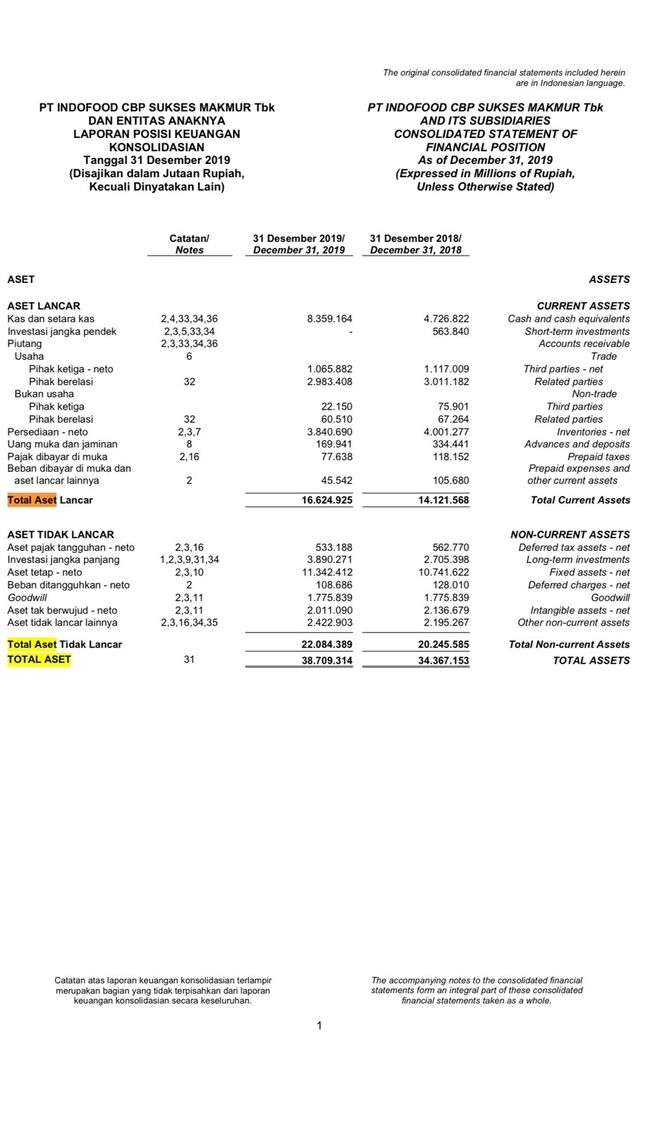 The original consolidated financial statements included herein
are in Indonesian language.
PT INDOFOOD CBP SUKSES MAKMUR Tbk
DAN ENTITAS ANAKNYA
LAPORAN POSISI KEUANGAN
KONSOLIDASIAN
Tanggal 31 Desember 2019
(Disajikan dalam Jutaan Rupiah,
Kecuali Dinyatakan Lain)
PT INDOFOOD CBP SUKSES MAKMUR Tbk
AND ITS SUBSIDIARIES
CONSOLIDATED STATEMENT OF
FINANCIAL POSITION
As of December 31, 2019
(Expressed in Millions of Rupiah,
Unless Otherwise Stated)
Catatan/ 31 Desember 2019/ 31 Desember 2018/
Notes December 31, 2019 December 31, 2018
ASET ASSETS
ASET LANCAR CURRENT ASSETS
Kas dan setara kas 2,4,33,34,36 8.359.164 4.726.822 Cash and cash equivalents
Investasi jangka pendek 2,3,5,33,34 - 563.840 Short-term investments
Piutang 2,3,33,34,36 Accounts receivable
Usaha 6 Trade
Pihak ketiga - neto 1.065.882 1.117.009 Third parties - net
Pihak berelasi 32 2.983.408 3.011.182 Related parties
Bukan usaha Non-trade
Pihak ketiga 22.150 75.901 Third parties
Pihak berelasi 32 60.510 67.264 Related parties
Persediaan - neto 2,3,7 3.840.690 4.001.277 Inventories - net
Uang muka dan jaminan 8 169.941 334.441 Advances and deposits
Pajak dibayar di muka 2,16 77.638 118.152 Prepaid taxes
Beban dibayar di muka dan Prepaid expenses and
aset lancar lainnya 2 45.542 105.680 other current assets
Total Aset Lancar 16.624.925 14.121.568 Total Current Assets
ASET TIDAK LANCAR NON-CURRENT ASSETS
Aset pajak tangguhan - neto 2,3,16 533.188 562.770 Deferred tax assets - net
Investasi jangka panjang 1,2,3,9,31,34 3.890.271 2.705.398 Long-term investments
Aset tetap - neto 2,3,10 11.342.412 10.741.622 Fixed assets - net
Beban ditangguhkan - neto 2 108.686 128.010 Deferred charges - net
Goodwill 2,3,11 1.775.839 1.775.839 Goodwill
Aset tak berwujud - neto 2,3,11 2.011.090 2.136.679 Intangible assets - net
Aset tidak lancar lainnya 2,3,16,34,35 2.422.903 2.195.267 Other non-current assets
Total Aset Tidak Lancar 22.084.389 20.245.585 Total Non-current Assets
TOTAL ASET 31 38.709.314 34.367.153 TOTAL ASSETS
Catatan atas laporan keuangan konsolidasian terlampir
merupakan bagian yang tidak terpisahkan dari laporan
keuangan konsolidasian secara keseluruhan.
The accompanying notes to the consolidated financial
statements form an integral part of these consolidated
financial statements taken as a whole.
1